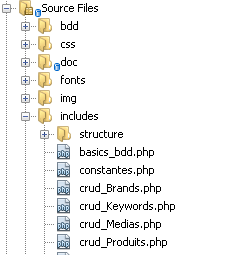 Source Files
bdd
css
doc
fonts
img
includes
structure
basics_bdd.php
constantes.php
crud_Brands.php
crud_Keywords.php
crud_Medias.php
crud_Produits.php